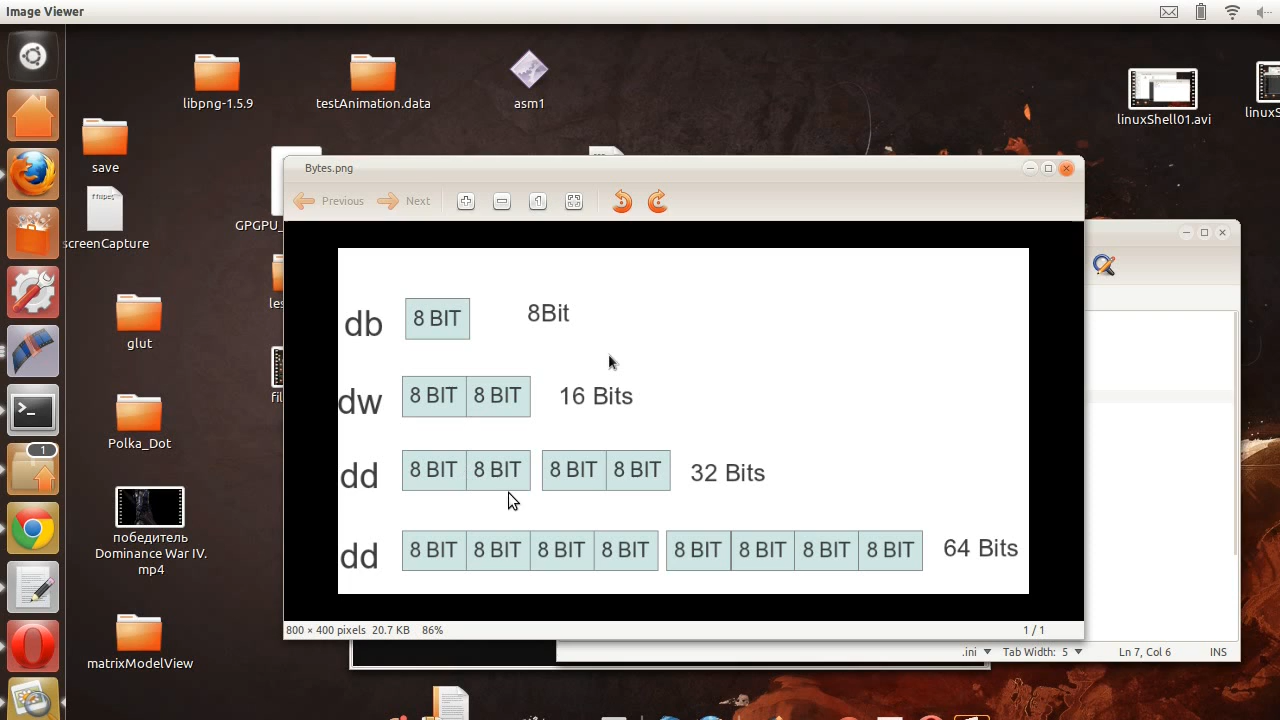 Image Viewer
libpng-1.5.9
testAnimation.data
asm1
linuxShell01.avi
save
screenCapture
glut
Polka_Dot
победитель
Dominance War IV.
mp4
matrixModelView
1
GPGPU_
Bytes.png
Previous
Next
db 8 BIT 8Bit
dw 8 BIT 8 BIT 16 Bits
dd 8 BIT 8 BIT 8 BIT 8 BIT 32 Bits
dd 8 BIT 8 BIT 8 BIT 8 BIT 8 BIT 8 BIT 8 BIT 8 BIT 64 Bits
800 × 400 pixels 20.7 KB 86%
1 / 1
.ini Tab Width: 5 Ln 7, Col 6 INS